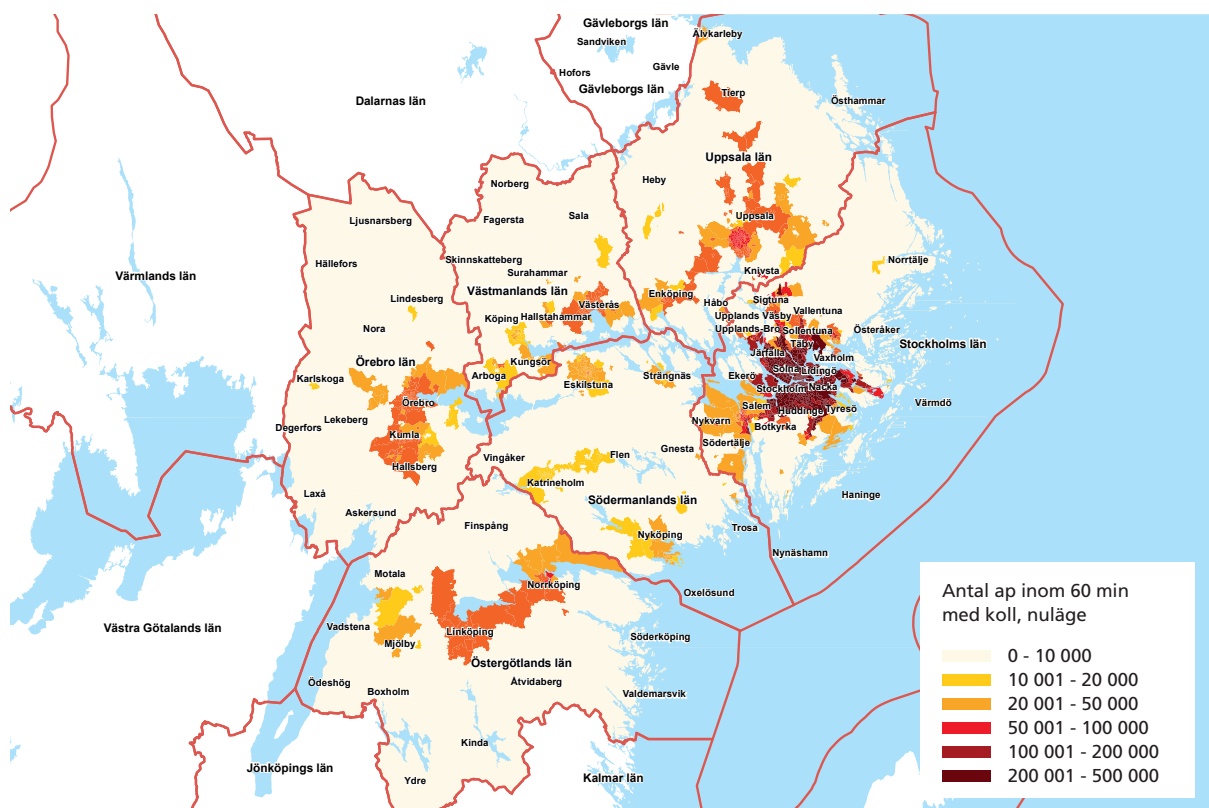 Gävleborgs län
Sandviken
Älvkarleby
Hofors
Gävle
Gävleborgs län
Tierp
Dalarnas län
Östhammar
Uppsala län
Heby
Norberg
Ljusnarsberg
Fagersta
Sala
Uppsala
Skinnskatteberg
Hällefors
Surahammar
Knivsta
Norrtälje
Värmlands län
Västmanlands län
Enköping
Lindesberg
Håbo
Sigtuna
Västerås
Köping
Hallstahammar
Upplands Väsby
Vallentuna
Nora
Upplands-Bro
Sollentuna
Österåker
Täby
Stockholms län
Örebro län
Kungsör
Järfälla
Vaxholm
Arboga
Solna
Lidingö
Karlskoga
Eskilstuna
Strängnäs
Ekerö
Stockholm
Nacka
Örebro
Värmdö
Salem
Huddinge
Tyresö
Lekeberg
Nykvarn
Degerfors
Botkyrka
Kumla
Södertälje
Gnesta
Vingåker
Flen
Hallsberg
Katrineholm
Laxå
Södermanlands län
Haninge
Askersund
Finspång
Trosa
Nyköping
Nynäshamn
Motala
Norrköping
Oxelösund
Antal ap inom 60 min
med koll, nuläge
Västra Götalands län
Vadstena
Linköping
Söderköping
Mjölby
Östergötlands län
0 - 10 000
Ödeshög
Åtvidaberg
10 001 - 20 000
Boxholm
Valdemarsvik
20 001 - 50 000
50 001 - 100 000
Kinda
100 001 - 200 000
Jönköpings län
Ydre
Kalmar län
200 001 - 500 000